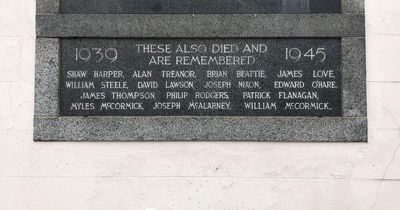 1939 THESE ALSO DIED AND 1945
ARE REMEMBERED
SHAW HARPER, ALAN TREANOR, BRIAN BEATTIE, JAMES LOVE,
WILLIAM STEELE, DAVID LAWSON, JOSEPH NIXON, EDWARD O'HARE,
JAMES THOMPSON, PHILIP RODGERS, PATRICK FLANAGAN,
MYLES McCORMICK, JOSEPH McALARNEY, WILLIAM McCORMICK.